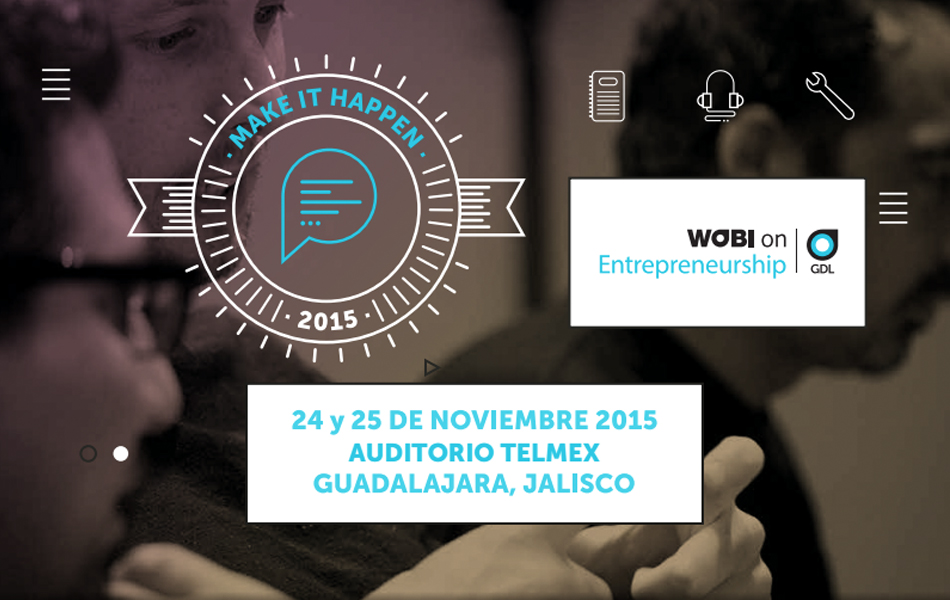 · MAKE IT HAPPEN ·
· 2015 ·
WOBI on
Entrepreneurship
GDL
24 y 25 DE NOVIEMBRE 2015
AUDITORIO TELMEX
GUADALAJARA, JALISCO